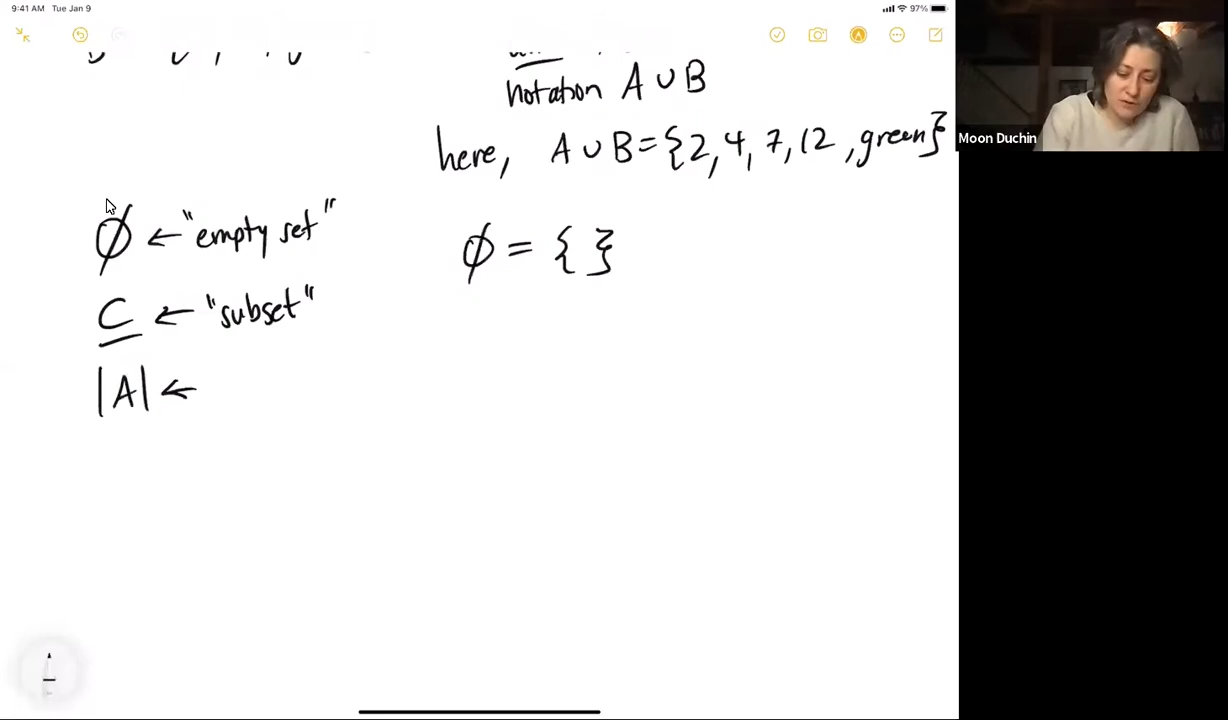 9:41 AM Tue Jan 9
97%
notation A ∪ B
here, A ∪ B = {2, 4, 7, 12, green}
Moon Duchin
∅ ← "empty set"
∅ = { }
⊆ ← "subset"
|A| ←